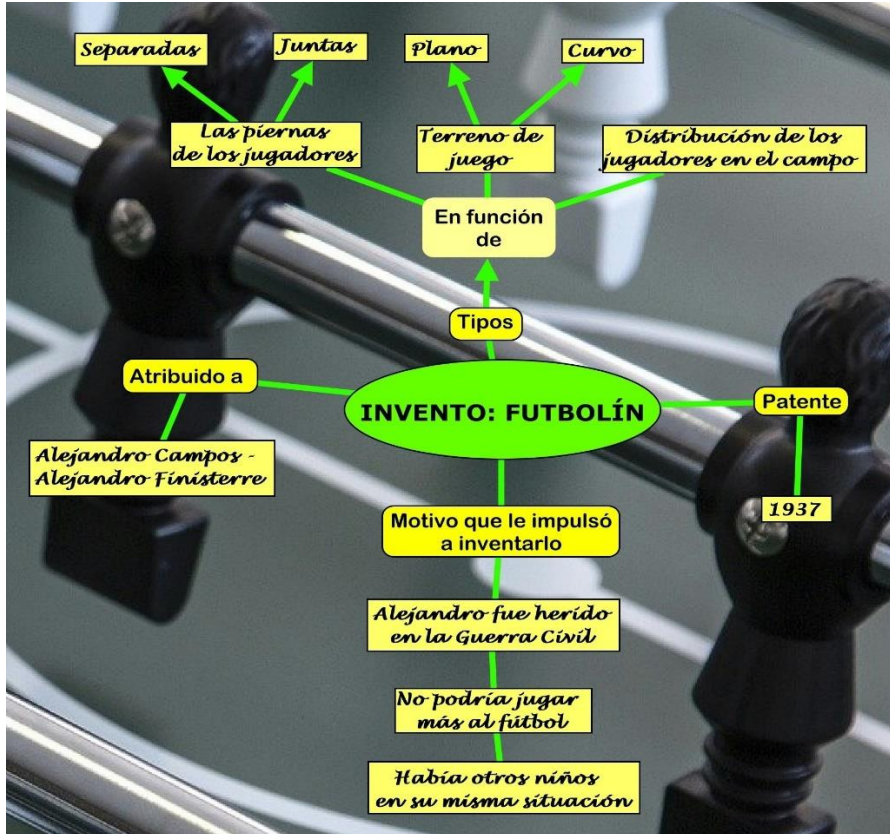 Separadas
Juntas
Plano
Curvo
Las piernas
de los jugadores
Terreno de
juego
Distribución de los
jugadores en el campo
En función
de
Tipos
Atribuido a
INVENTO: FUTBOLÍN
Patente
Alejandro Campos -
Alejandro Finisterre
1937
Motivo que le impulsó
a inventarlo
Alejandro fue herido
en la Guerra Civil
No podría jugar
más al fútbol
Había otros niños
en su misma situación